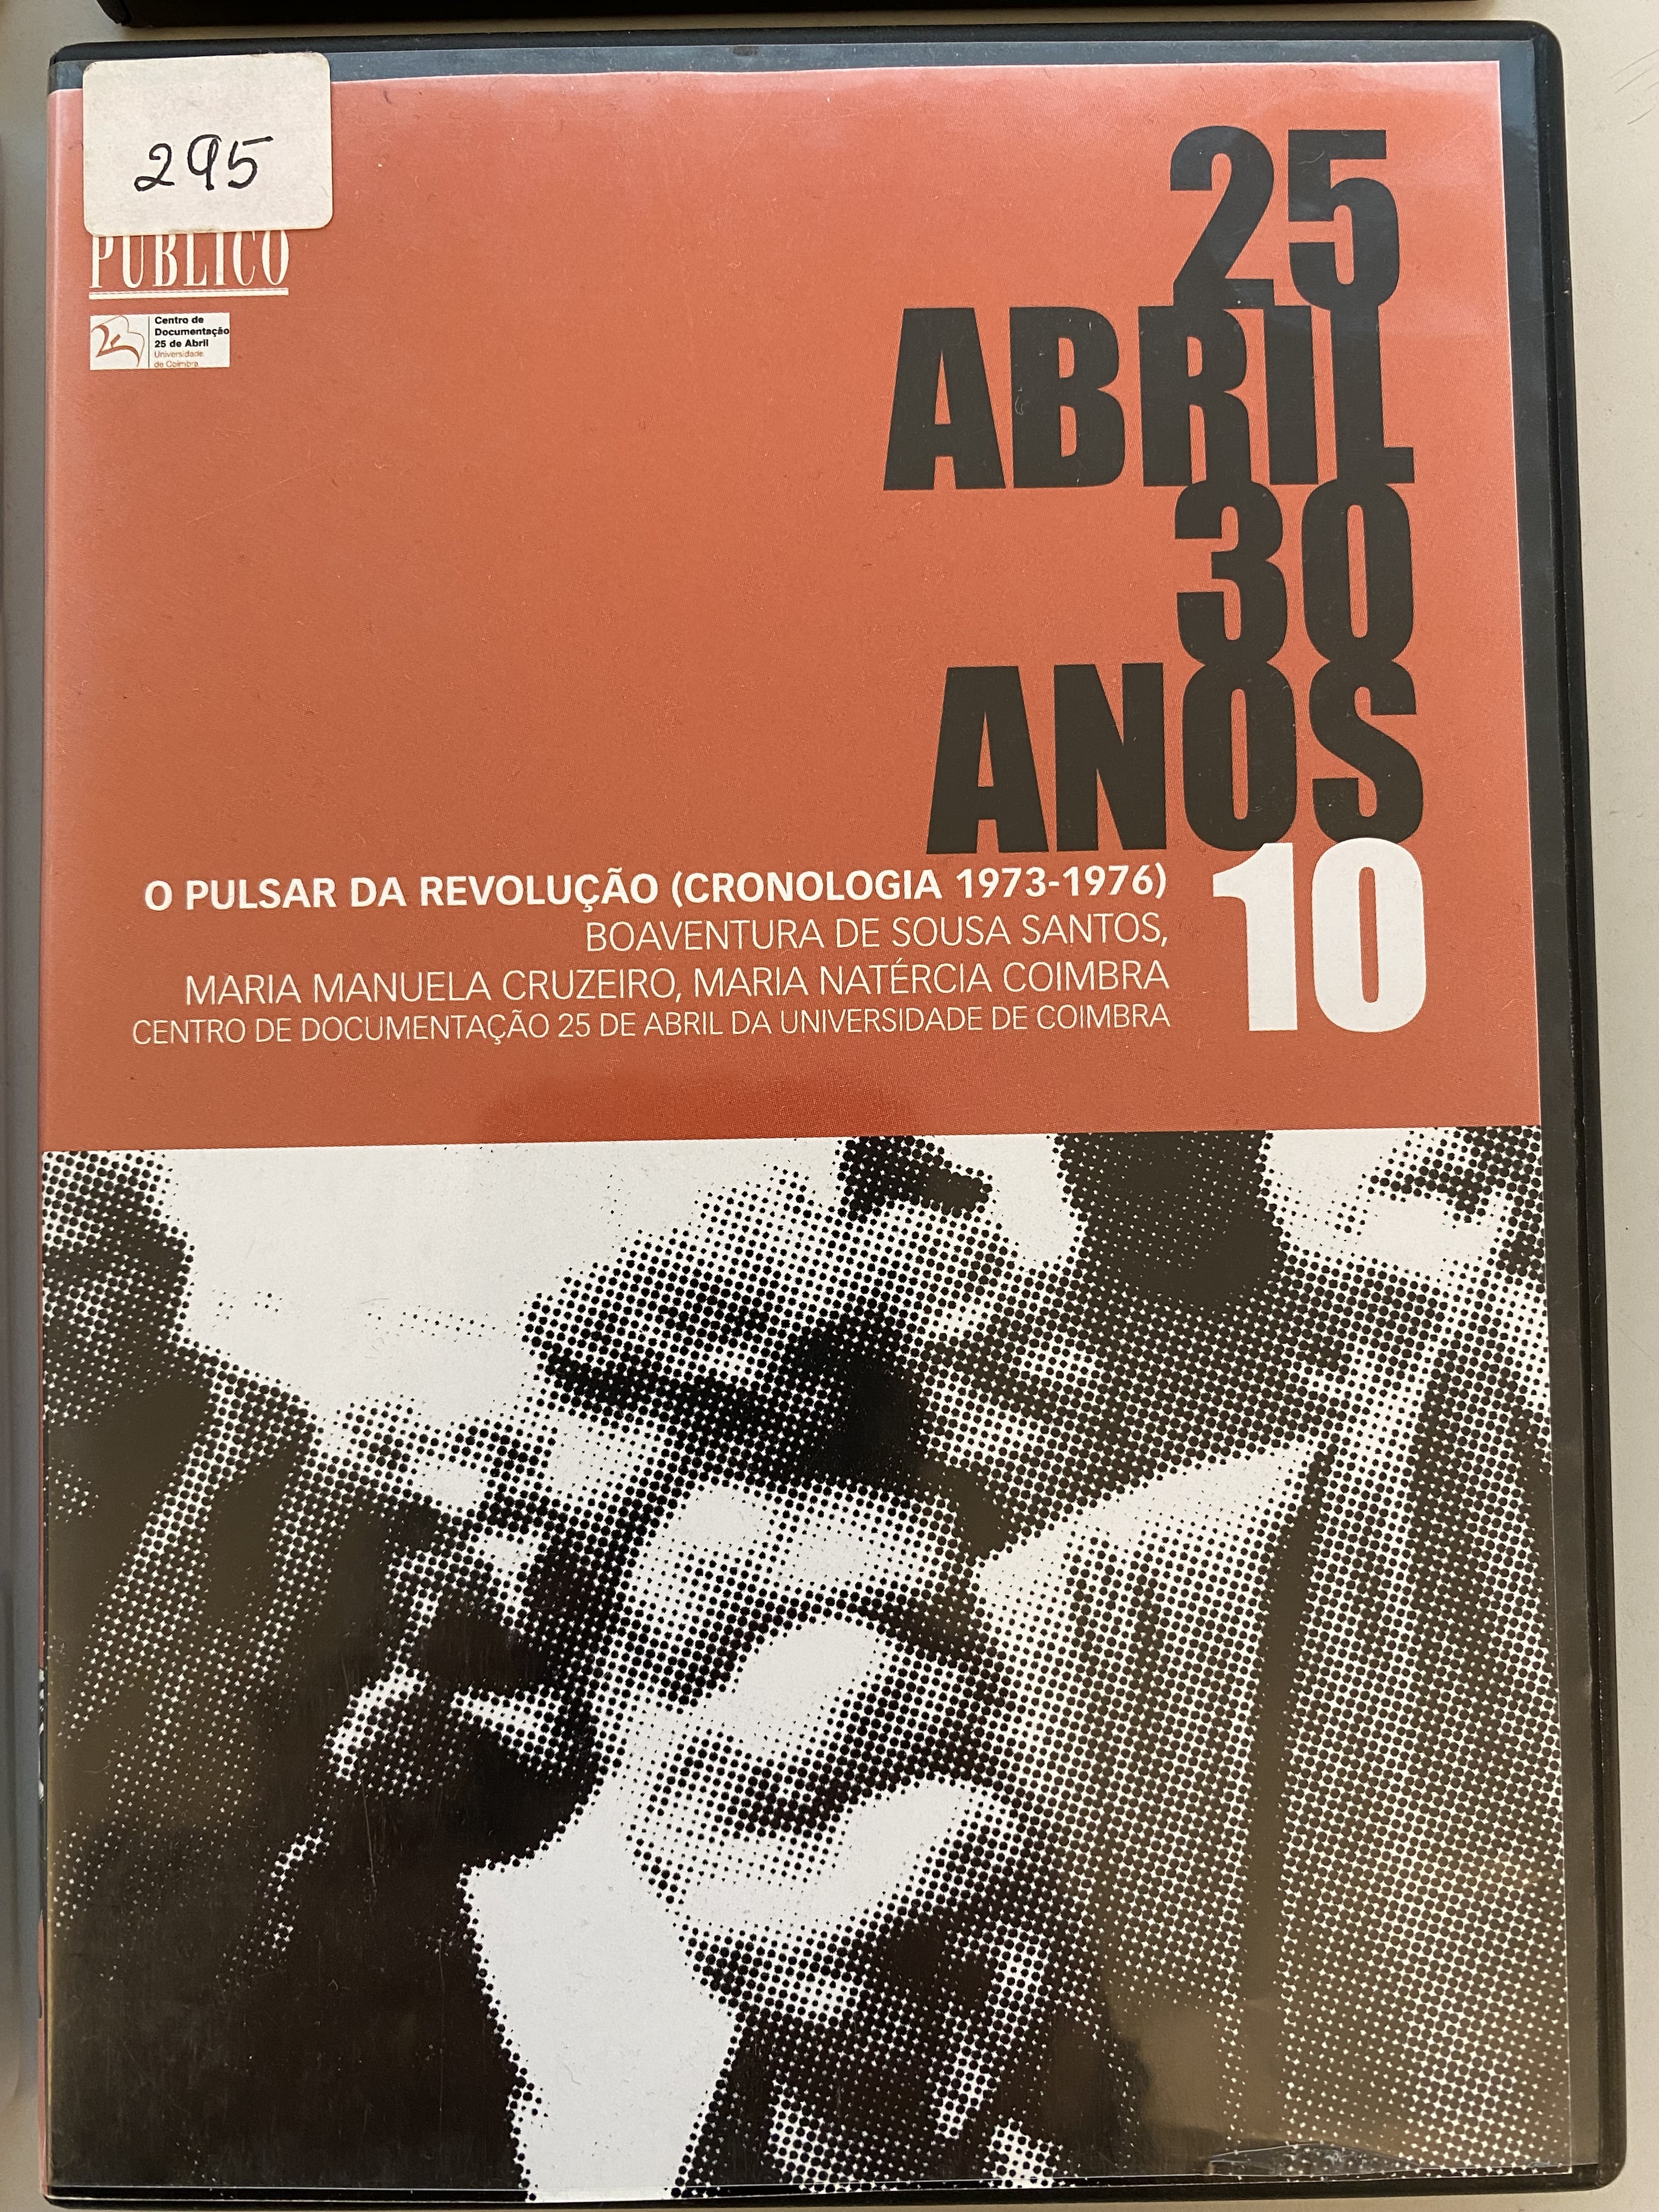 295
PÚBLICO
Centro de
Documentação
25 de Abril
Universidade
de Coimbra
25
ABRIL
30
ANOS
10
O PULSAR DA REVOLUÇÃO (CRONOLOGIA 1973-1976)
BOAVENTURA DE SOUSA SANTOS,
MARIA MANUELA CRUZEIRO, MARIA NATÉRCIA COIMBRA
CENTRO DE DOCUMENTAÇÃO 25 DE ABRIL DA UNIVERSIDADE DE COIMBRA